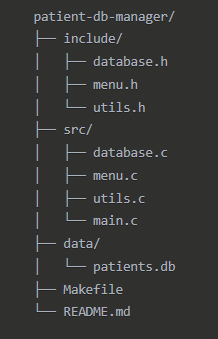 patient-db-manager/
├── include/
│   ├── database.h
│   ├── menu.h
│   └── utils.h
├── src/
│   ├── database.c
│   ├── menu.c
│   ├── utils.c
│   └── main.c
├── data/
│   └── patients.db
├── Makefile
└── README.md